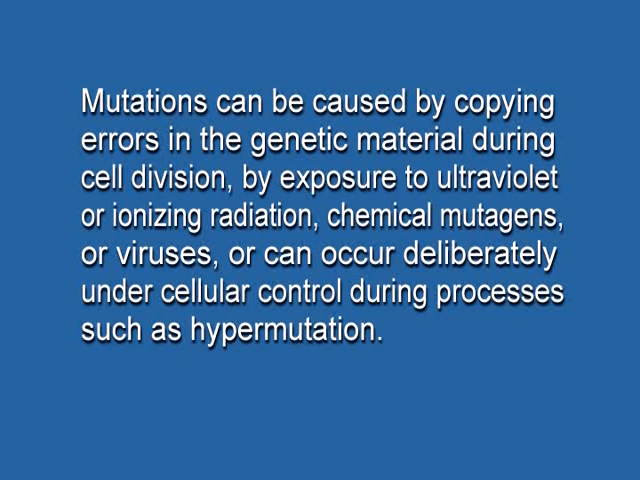 Mutations can be caused by copying
errors in the genetic material during
cell division, by exposure to ultraviolet
or ionizing radiation, chemical mutagens,
or viruses, or can occur deliberately
under cellular control during processes
such as hypermutation.